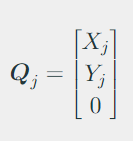 Q_j = [X_j
Y_j
0]